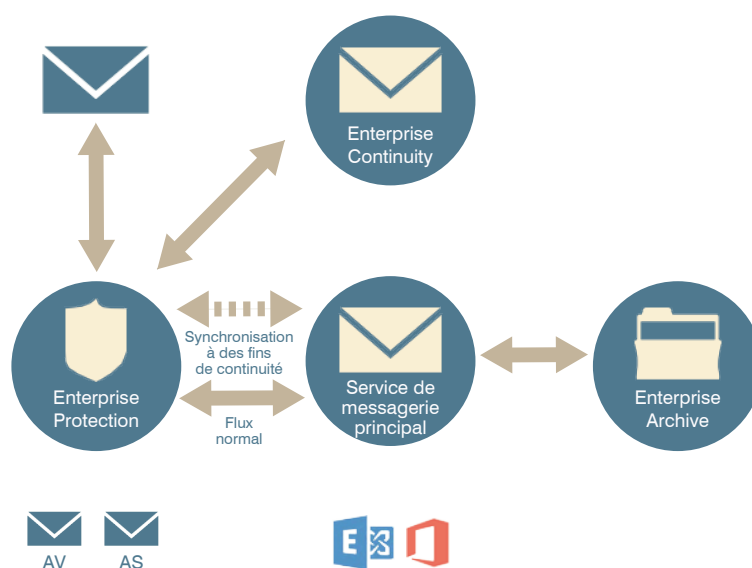 Enterprise
Continuity
Synchronisation
à des fins
de continuité
Enterprise
Protection
Flux
normal
Service de
messagerie
principal
Enterprise
Archive
AV
AS
E